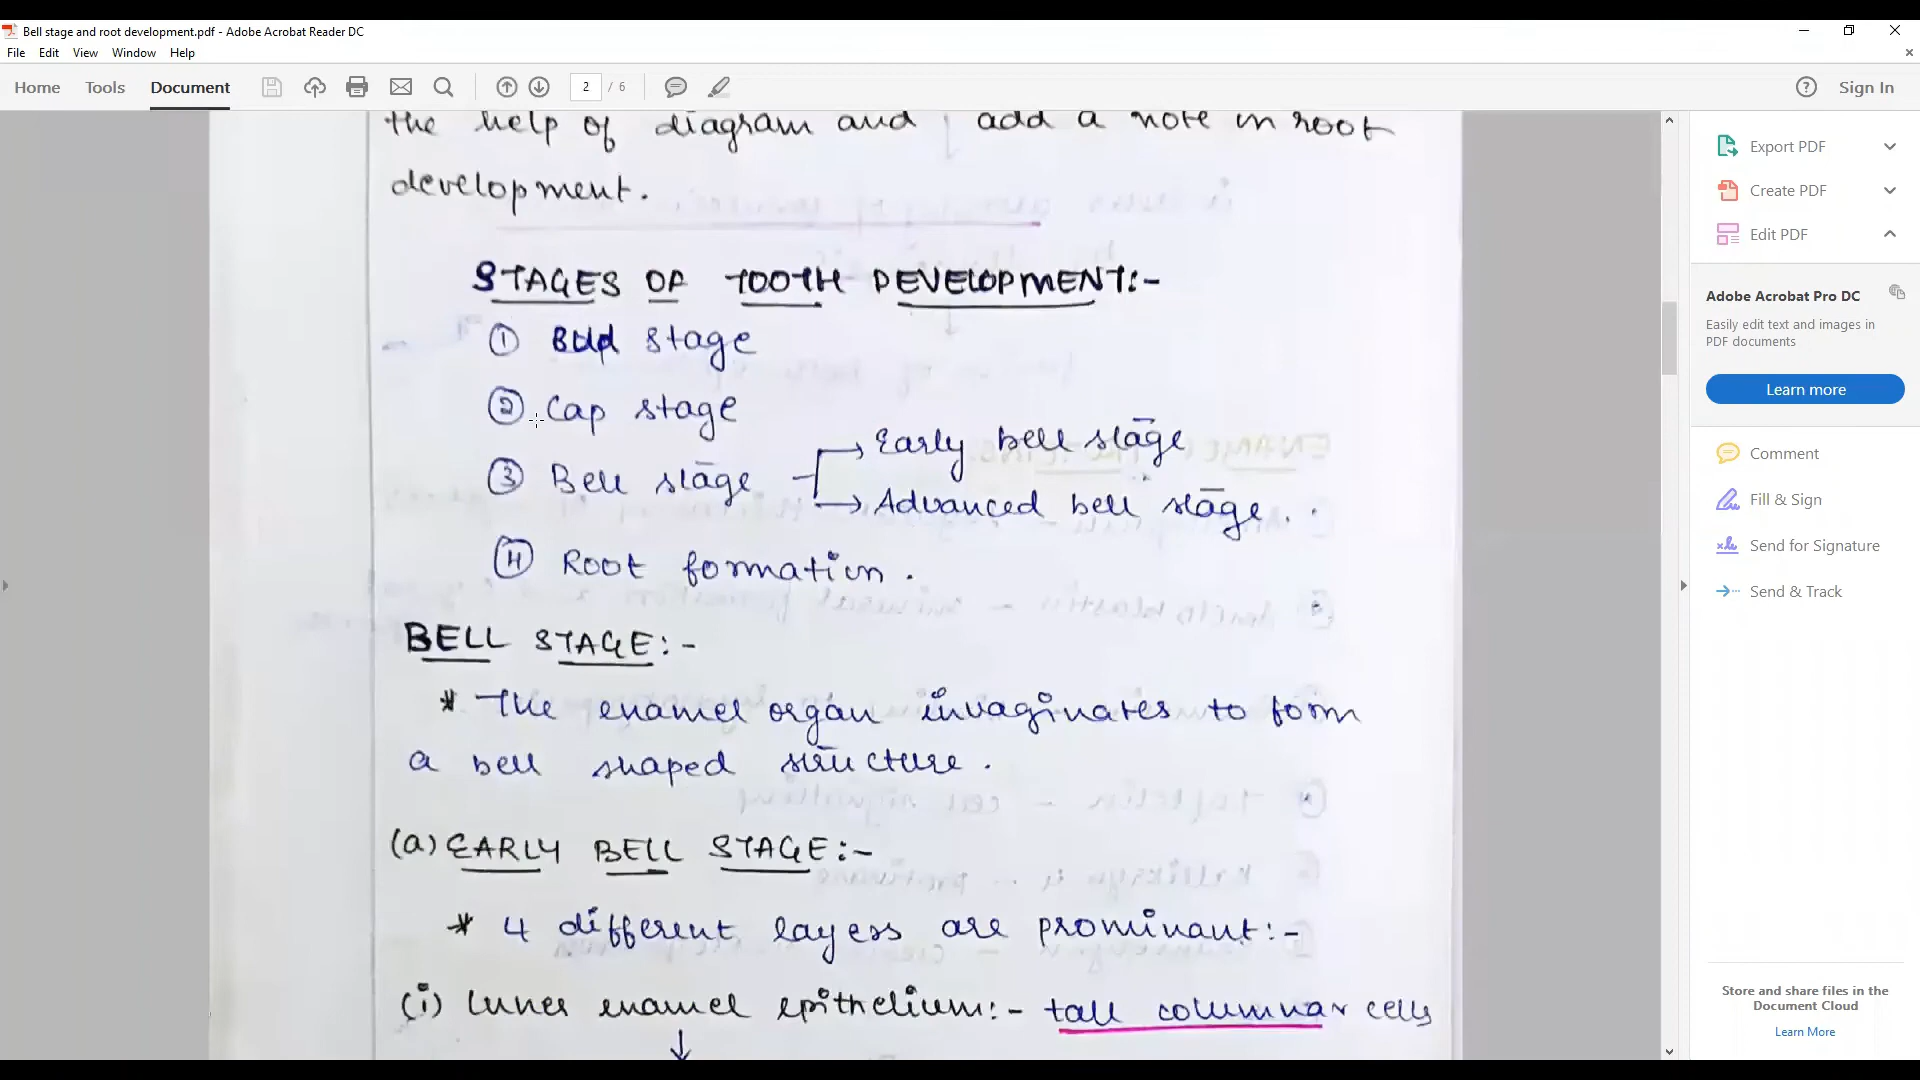 Bell stage and root development.pdf - Adobe Acrobat Reader DC
File Edit View Window Help
Home Tools Document 2 / 6 Sign In
the help of diagram and add a note in root
development.
STAGES OF TOOTH DEVELOPMENT:-
① Bud stage
② Cap stage
③ Bell stage → Early bell stage
→ Advanced bell stage.
④ Root formation.
BELL STAGE:-
* The enamel organ invaginates to form
a bell shaped structure.
(a) EARLY BELL STAGE:-
* 4 different layers are prominant:-
(i) Inner enamel epithelium:- tall columnar cells
↓
Export PDF
Create PDF
Edit PDF
Adobe Acrobat Pro DC
Easily edit text and images in
PDF documents
Learn more
Comment
Fill & Sign
Send for Signature
Send & Track
Store and share files in the
Document Cloud
Learn More